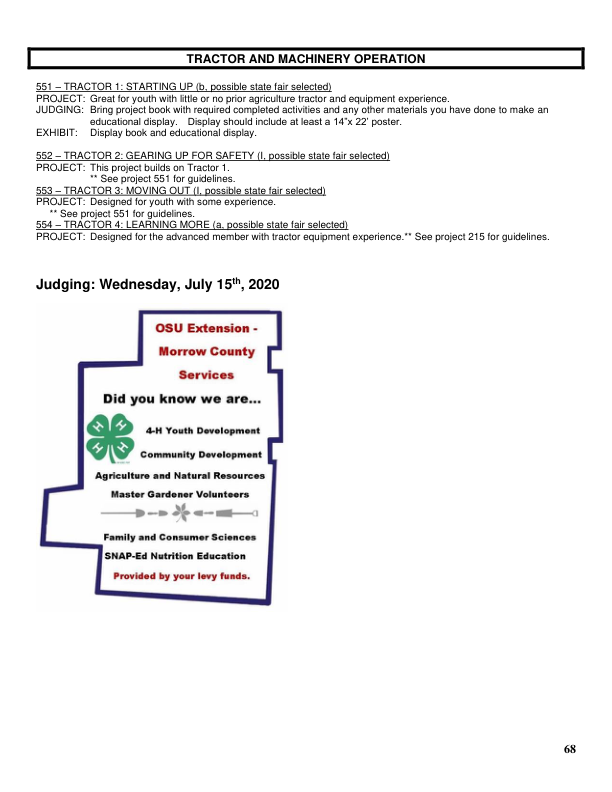 TRACTOR AND MACHINERY OPERATION
551 – TRACTOR 1: STARTING UP (b, possible state fair selected)
PROJECT: Great for youth with little or no prior agriculture tractor and equipment experience.
JUDGING: Bring project book with required completed activities and any other materials you have done to make an
educational display. Display should include at least a 14”x 22’ poster.
EXHIBIT: Display book and educational display.
552 – TRACTOR 2: GEARING UP FOR SAFETY (I, possible state fair selected)
PROJECT: This project builds on Tractor 1.
** See project 551 for guidelines.
553 – TRACTOR 3: MOVING OUT (I, possible state fair selected)
PROJECT: Designed for youth with some experience.
** See project 551 for guidelines.
554 – TRACTOR 4: LEARNING MORE (a, possible state fair selected)
PROJECT: Designed for the advanced member with tractor equipment experience.** See project 215 for guidelines.
Judging: Wednesday, July 15th, 2020
OSU Extension -
Morrow County
Services
Did you know we are...
H H
H H
4-H Youth Development
Community Development
Agriculture and Natural Resources
Master Gardener Volunteers
Family and Consumer Sciences
SNAP-Ed Nutrition Education
Provided by your levy funds.
68